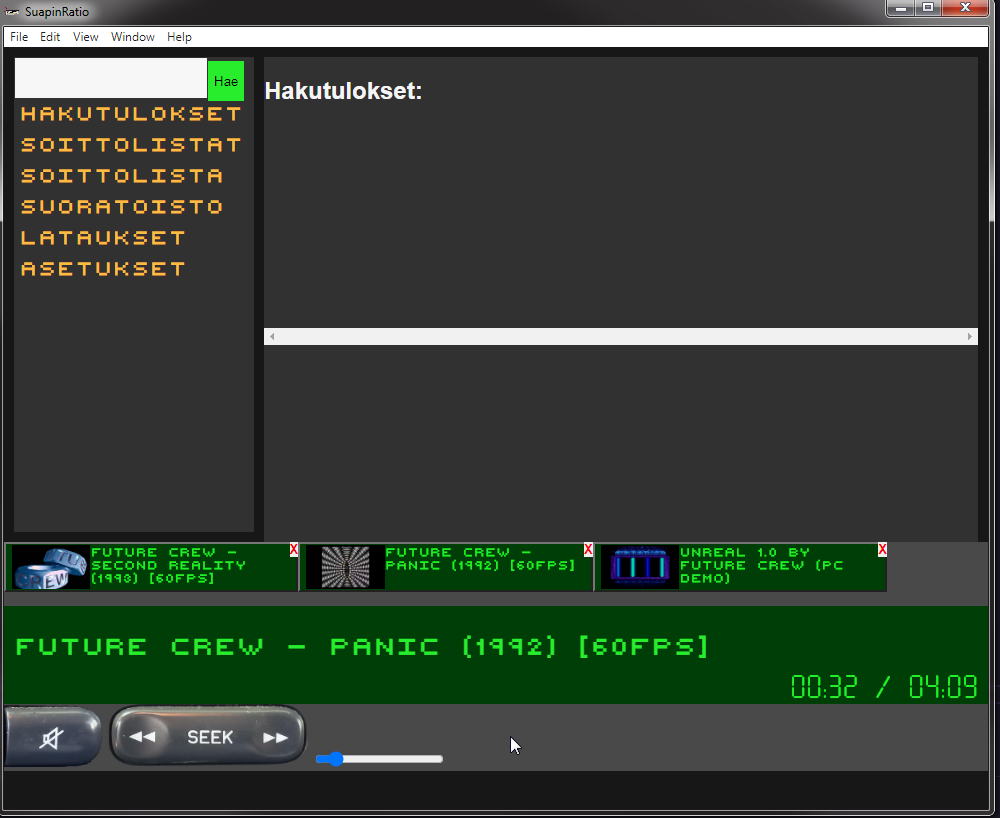 SuapinRatio
File Edit View Window Help
Hae
HAKUTULOKSET
SOITTOLISTAT
SOITTOLISTA
SUORATOISTO
LATAUKSET
ASETUKSET
Hakutulokset:
FUTURE CREW -
SECOND REALITY
(1993) [60FPS]
X
FUTURE CREW -
PANIC (1992) [60FPS]
X
UNREAL 1.0 BY
FUTURE CREW (PC
DEMO)
X
FUTURE CREW - PANIC (1992) [60FPS]
00:32 / 04:09
SEEK